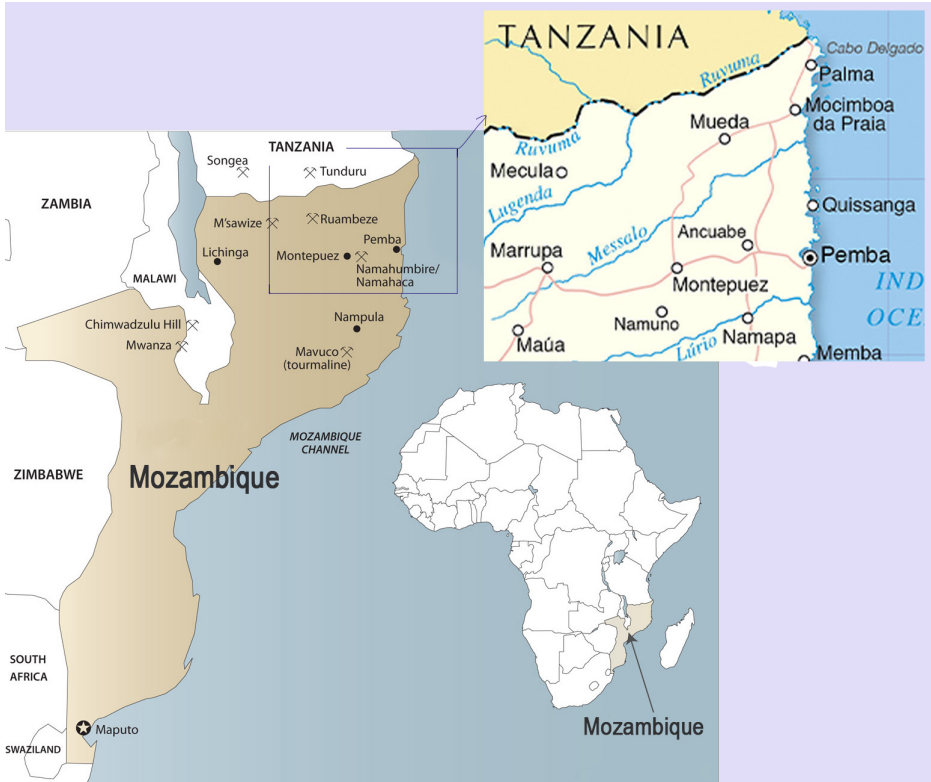 TANZANIA
Cabo Delgado
Ruvuma
Palma
Mocimboa
da Praia
Mueda
Ruvuma
Mecula
Lugenda
Quissanga
Messalo
Ancuabe
Marrupa
Pemba
Montepuez
IND
OCE
Namuno
Namapa
Maúa
Lúrio
Memba
TANZANIA
Songea
Tunduru
ZAMBIA
M'sawize
Ruambeze
Pemba
Lichinga
Montepuez
Namahumbire/
Namahaca
MALAWI
Chimwadzulu Hill
Nampula
Mwanza
Mavuco
(tourmaline)
MOZAMBIQUE
CHANNEL
ZIMBABWE
Mozambique
SOUTH
AFRICA
Maputo
SWAZILAND
Mozambique